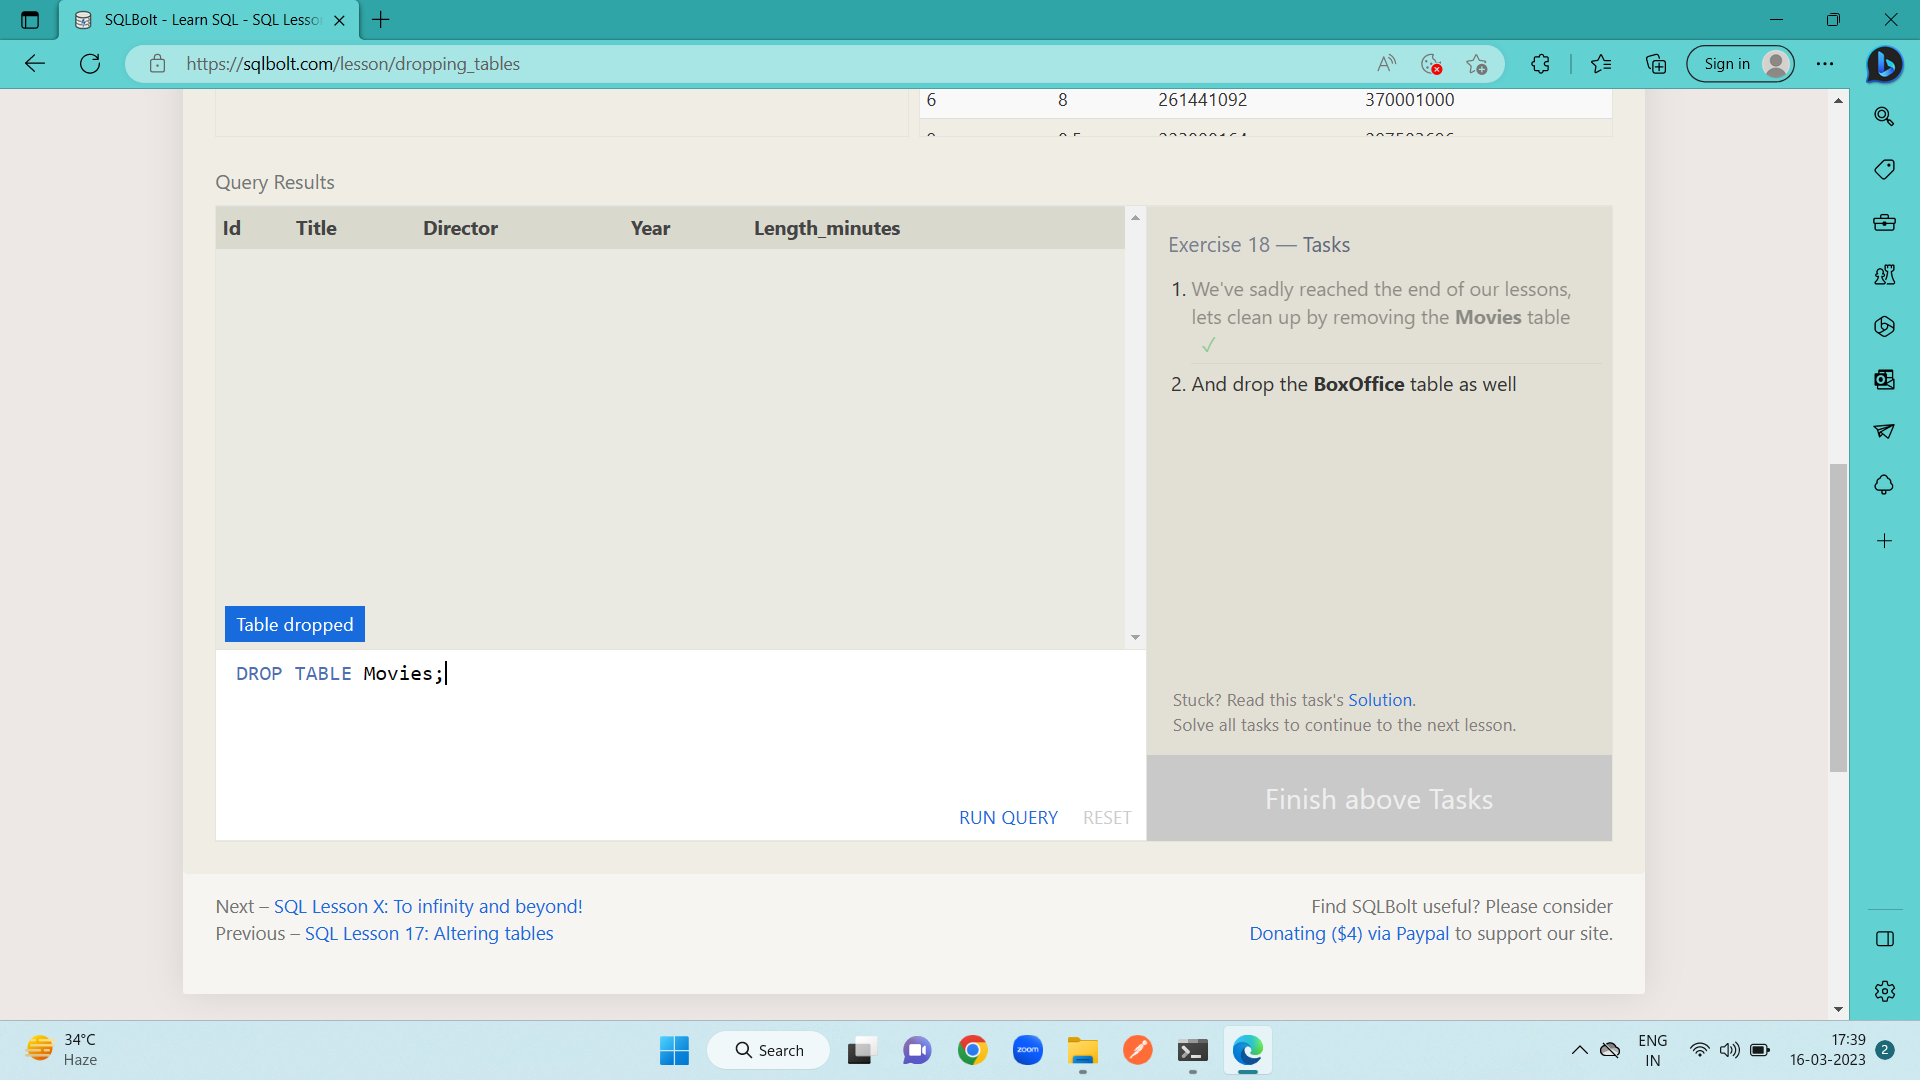 SQLBolt - Learn SQL - SQL Lesso
https://sqlbolt.com/lesson/dropping_tables
Sign in
6 8 261441092 370001000
Query Results
Id Title Director Year Length_minutes
Exercise 18 — Tasks
1. We've sadly reached the end of our lessons,
lets clean up by removing the Movies table
✓
2. And drop the BoxOffice table as well
Table dropped
DROP TABLE Movies;
Stuck? Read this task's Solution.
Solve all tasks to continue to the next lesson.
RUN QUERY RESET
Finish above Tasks
Next – SQL Lesson X: To infinity and beyond!
Previous – SQL Lesson 17: Altering tables
Find SQLBolt useful? Please consider
Donating ($4) via Paypal to support our site.
34°C
Haze
Search
zoom
ENG
IN
17:39
16-03-2023
2